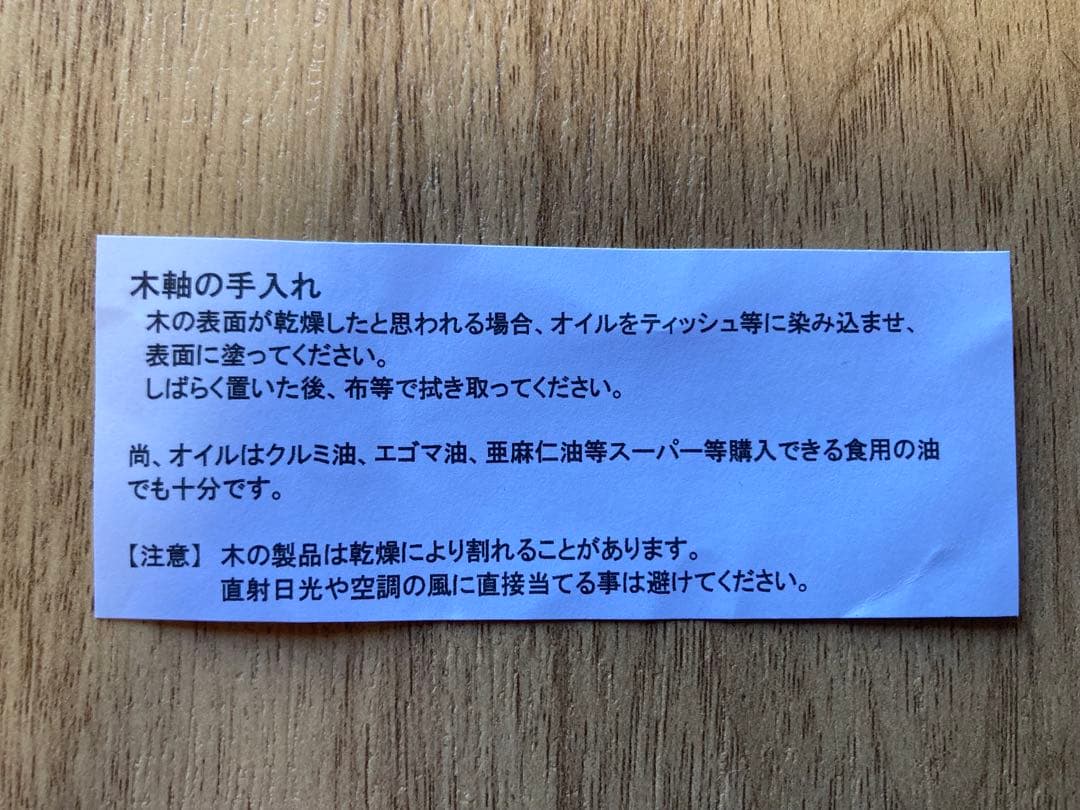 木軸の手入れ
木の表面が乾燥したと思われる場合、オイルをティッシュ等に染み込ませ、
表面に塗ってください。
しばらく置いた後、布等で拭き取ってください。
尚、オイルはクルミ油、エゴマ油、亜麻仁油等スーパー等購入できる食用の油
でも十分です。
【注意】 木の製品は乾燥により割れることがあります。
直射日光や空調の風に直接当てる事は避けてください。